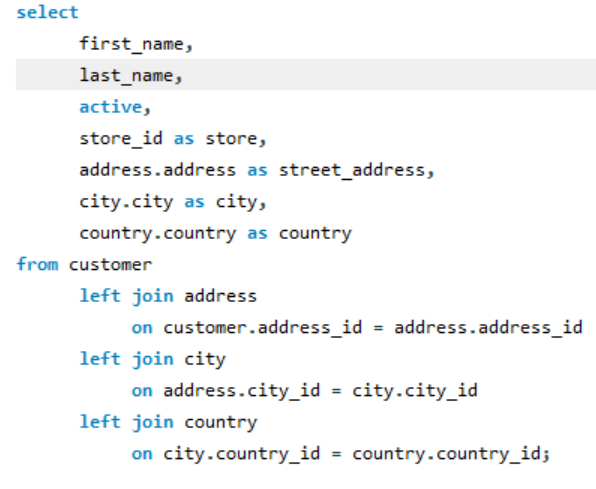 select
first_name,
last_name,
active,
store_id as store,
address.address as street_address,
city.city as city,
country.country as country
from customer
left join address
on customer.address_id = address.address_id
left join city
on address.city_id = city.city_id
left join country
on city.country_id = country.country_id;